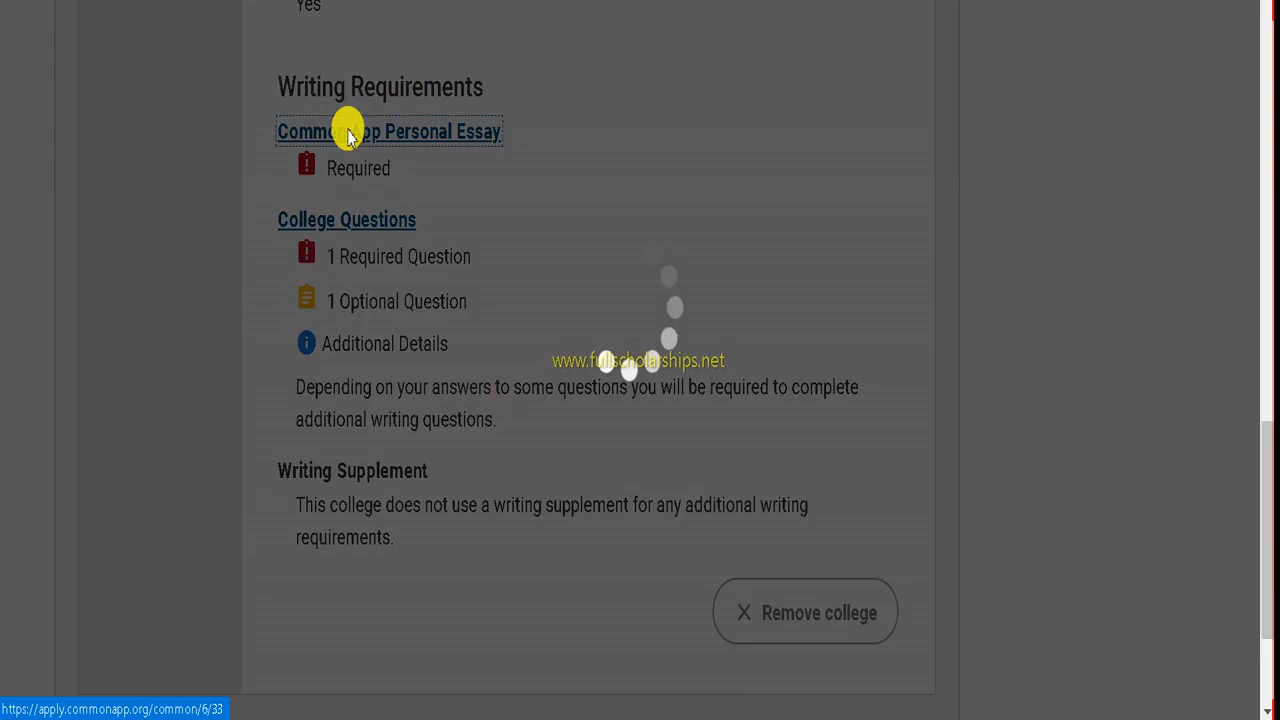 Yes
Writing Requirements
Common App Personal Essay
Required
College Questions
1 Required Question
1 Optional Question
Additional Details
www.fullscholarships.net
Depending on your answers to some questions you will be required to complete
additional writing questions.
Writing Supplement
This college does not use a writing supplement for any additional writing
requirements.
X Remove college
https://apply.commonapp.org/common/6/33